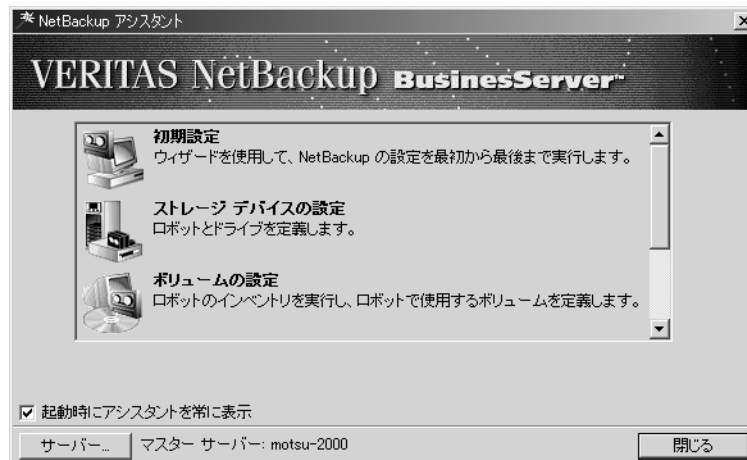 NetBackup アシスタント
VERITAS NetBackup BusinesServer™
初期設定
ウィザードを使用して、NetBackup の設定を最初から最後まで実行します。
ストレージ デバイスの設定
ロボットとドライブを定義します。
ボリュームの設定
ロボットのインベントリを実行し、ロボットで使用するボリュームを定義します。
起動時にアシスタントを常に表示
サーバー... マスター サーバー: motsu-2000 閉じる